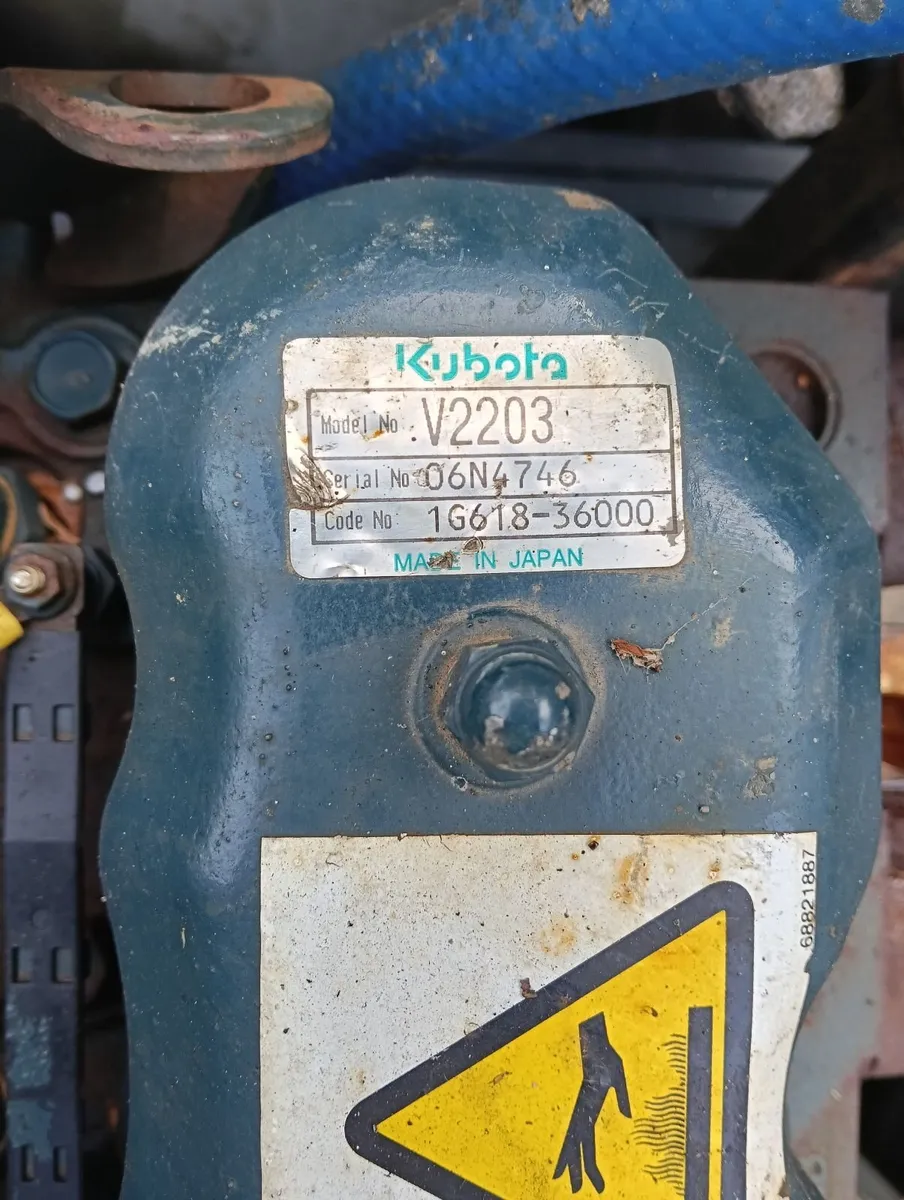 Kubota
Model No V2203
Serial No 06N4746
Code No: 1G618-36000
MADE IN JAPAN
68821887